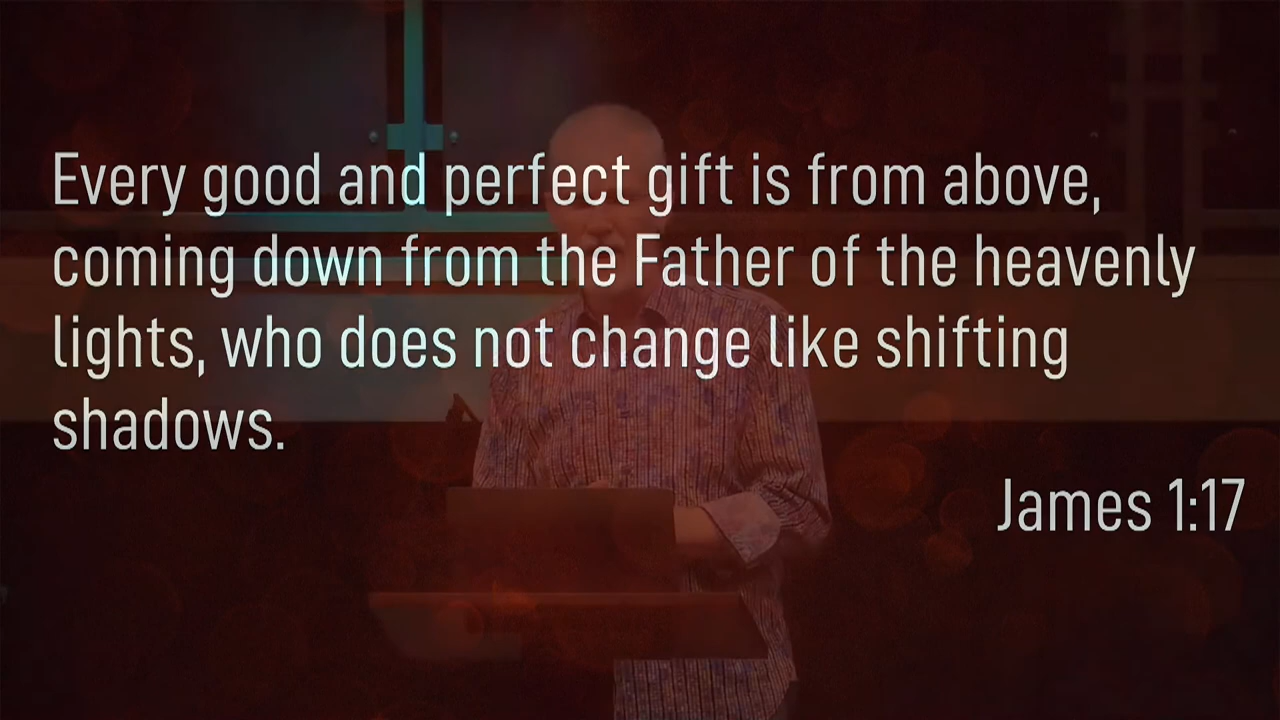 Every good and perfect gift is from above,
coming down from the Father of the heavenly
lights, who does not change like shifting
shadows.
James 1:17